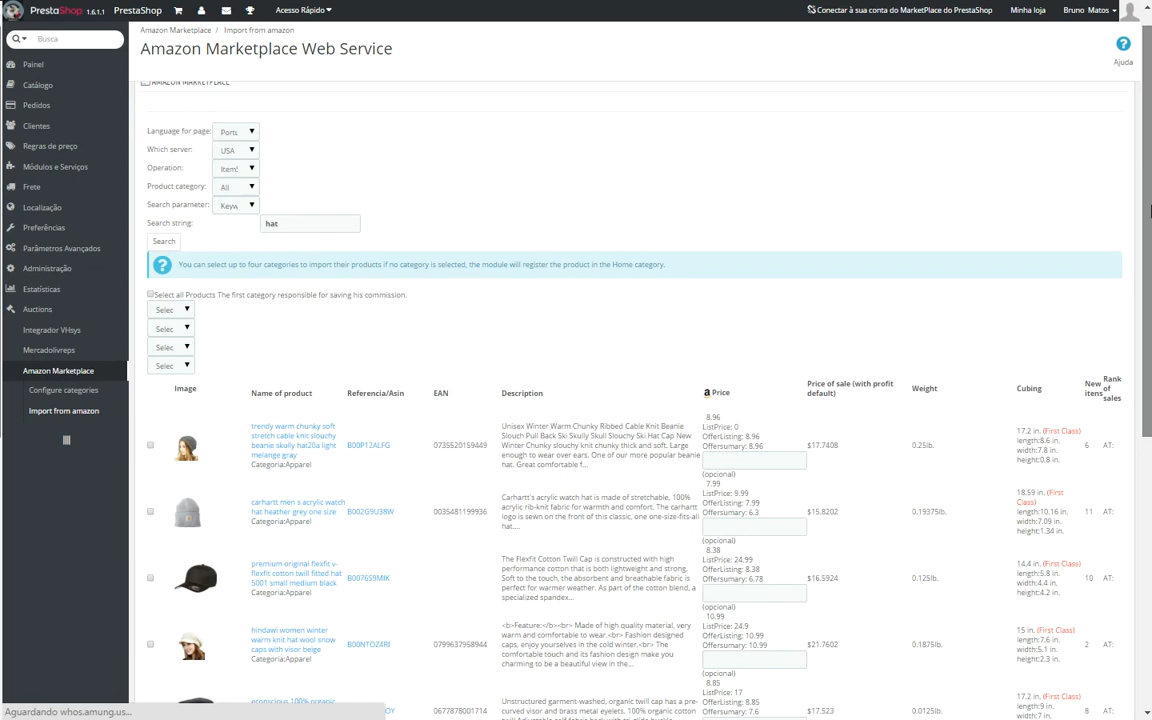 PrestaShop 1.6.1.1 PrestaShop Acesso Rápido Conectar à sua conta do MarketPlace do PrestaShop Minha loja Bruno Matos
Busca
Amazon Marketplace / Import from amazon
Amazon Marketplace Web Service
Ajuda
Painel
Catálogo
Pedidos
Clientes
Regras de preço
Módulos e Serviços
Frete
Localização
Preferências
Parâmetros Avançados
Administração
Estatísticas
Auctions
Integrador VHsys
Mercadolivreps
Amazon Marketplace
Configure categories
Import from amazon
AMAZON MARKETPLACE
Language for page: Portu
Which server: USA
Operation: ItemS
Product category: All
Search parameter: Keyw
Search string: hat
Search
You can select up to four categories to import their products if no category is selected, the module will register the product in the Home category.
Select all Products The first category responsible for saving his commission.
Selec
Selec
Selec
Selec
Image Name of product Referencia/Asin EAN Description a Price Price of sale (with profit default) Weight Cubing New itens Rank of sales
trendy warm chunky soft
stretch cable knit slouchy
beanie skully hat20a light
melange gray
Categoria:Apparel
B00P12ALFG
0735520159449
Unisex Winter Warm Chunky Ribbed Cable Knit Beanie
Slouch Pull Back Ski Skully Skull Slouchy Ski Hat Cap New
Winter Chunky slouchy knit chunky thick and soft. Large
enough to wear over ears. One of our more popular beanie
hat. Great comfortable f...
8.96
ListPrice: 0
OfferListing: 8.96
Offersumary: 8.96
(opcional)
$17.7408
0.25lb.
17.2 in. (First Class)
length:8.6 in.
width:7.8 in.
height:0.8 in.
6 AT:
carhartt men s acrylic watch
hat heather grey one size
Categoria:Apparel
B002G9U38W
0035481199936
Carhartt's acrylic watch hat is made of stretchable, 100%
acrylic rib-knit fabric for warmth and comfort. The carhartt
logo is sewn on the front of this classic, one one-size-fits-all
hat....
7.99
ListPrice: 9.99
OfferListing: 7.99
Offersumary: 6.3
(opcional)
$15.8202
0.19375lb.
18.59 in. (First
Class)
length:10.16 in.
width:7.09 in.
height:1.34 in.
11 AT:
premium original flexfit v-
flexfit cotton twill fitted hat
5001 small medium black
Categoria:Apparel
B007659MIK
The Flexfit Cotton Twill Cap is constructed with high
performance cotton that is both lightweight and strong.
Soft to the touch, the absorbent and breathable fabric is
perfect for warmer weather. As part of the cotton blend, a
specialized spandex...
8.38
ListPrice: 24.99
OfferListing: 8.38
Offersumary: 6.78
(opcional)
$16.5924
0.125lb.
14.4 in. (First Class)
length:5.8 in.
width:4.4 in.
height:4.2 in.
10 AT:
hindawi women winter
warm knit hat wool snow
caps with visor beige
Categoria:Apparel
B00NTOZ4RI
0799637958944
<b>Feature:</b><br> Made of high quality material, very
warm and comfortable to wear.<br> Fashion designed
caps, enjoy yourselves in the cold winter.<br> The
comfortable touch and its fashion design make you
charming to be a beautiful view in the...
10.99
ListPrice: 24.9
OfferListing: 10.99
Offersumary: 10.99
(opcional)
$21.7602
0.1875lb.
15 in. (First Class)
length:7.6 in.
width:5.1 in.
height:2.3 in.
2 AT:
econscious 100% organic
0677878001714
Unstructured garment-washed, organic twill cap has a pre-
curved visor and brass metal eyelets. 100% organic cotton
8.85
ListPrice: 17
OfferListing: 8.85
Offersumary: 7.6
$17.523
0.0125lb.
17.2 in. (First Class)
length:9 in.
width:7 in.
8 AT:
Aguardando whos.amung.us...